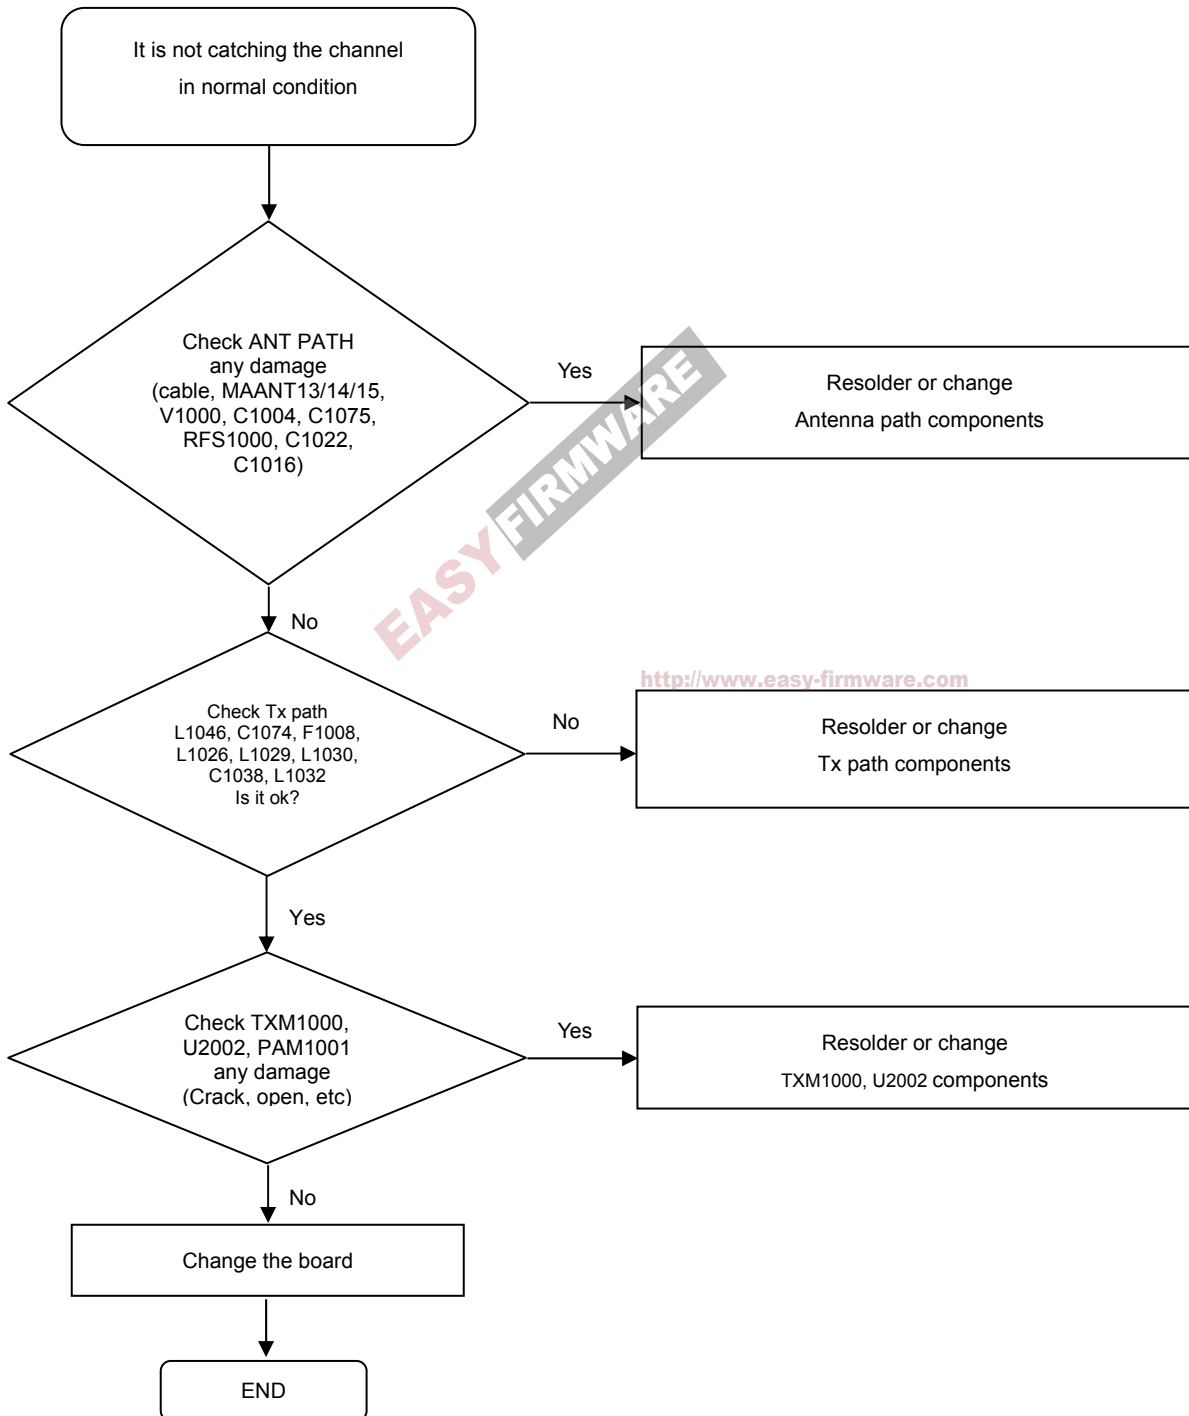 It is not catching the channel
in normal condition
Check ANT PATH
any damage
(cable, MAANT13/14/15,
V1000, C1004, C1075,
RFS1000, C1022,
C1016)
Yes
Resolder or change
Antenna path components
EASY FIRMWARE
No
http://www.easy-firmware.com
Check Tx path
L1046, C1074, F1008,
L1026, L1029, L1030,
C1038, L1032
Is it ok?
No
Resolder or change
Tx path components
Yes
Check TXM1000,
U2002, PAM1001
any damage
(Crack, open, etc)
Yes
Resolder or change
TXM1000, U2002 components
No
Change the board
END